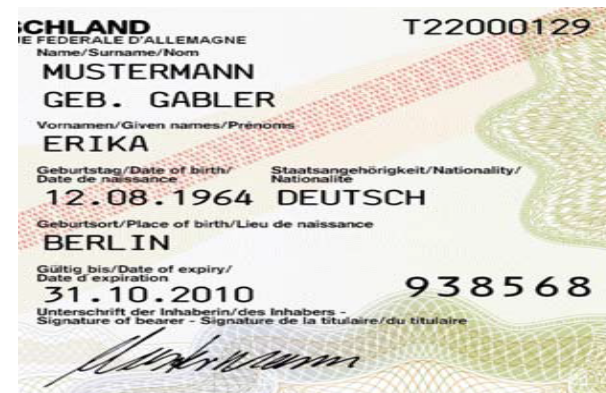 SCHLAND T22000129
UE FEDERALE D'ALLEMAGNE
Name/Surname/Nom
MUSTERMANN
GEB. GABLER
Vornamen/Given names/Prénoms
ERIKA
Geburtstag/Date of birth/ Staatsangehörigkeit/Nationality/
Date de naissance Nationalité
12.08.1964 DEUTSCH
Geburtsort/Place of birth/Lieu de naissance
BERLIN
Gültig bis/Date of expiry/
Date d'expiration
31.10.2010 938568
Unterschrift der Inhaberin/des Inhabers -
Signature of bearer - Signature de la titulaire/du titulaire
Mustermann